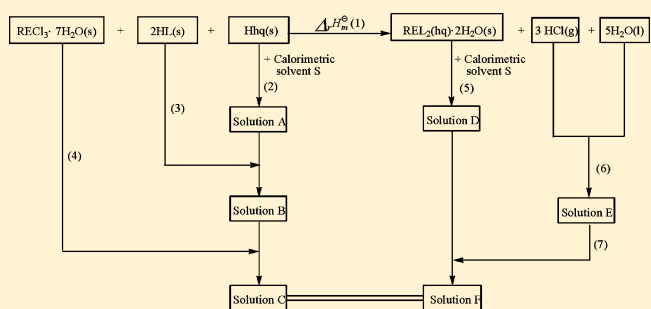 RECl₃· 7H₂O(s) + 2HL(s) + Hhq(s) ΔᵣHₘ⊖(1) REL₂(hq)·2H₂O(s) + 3 HCl(g) + 5H₂O(l)
+ Calorimetric solvent S
(2)
+ Calorimetric solvent S
(5)
(3)
Solution A
Solution D
(4)
(6)
Solution B
Solution E
(7)
Solution C
Solution F